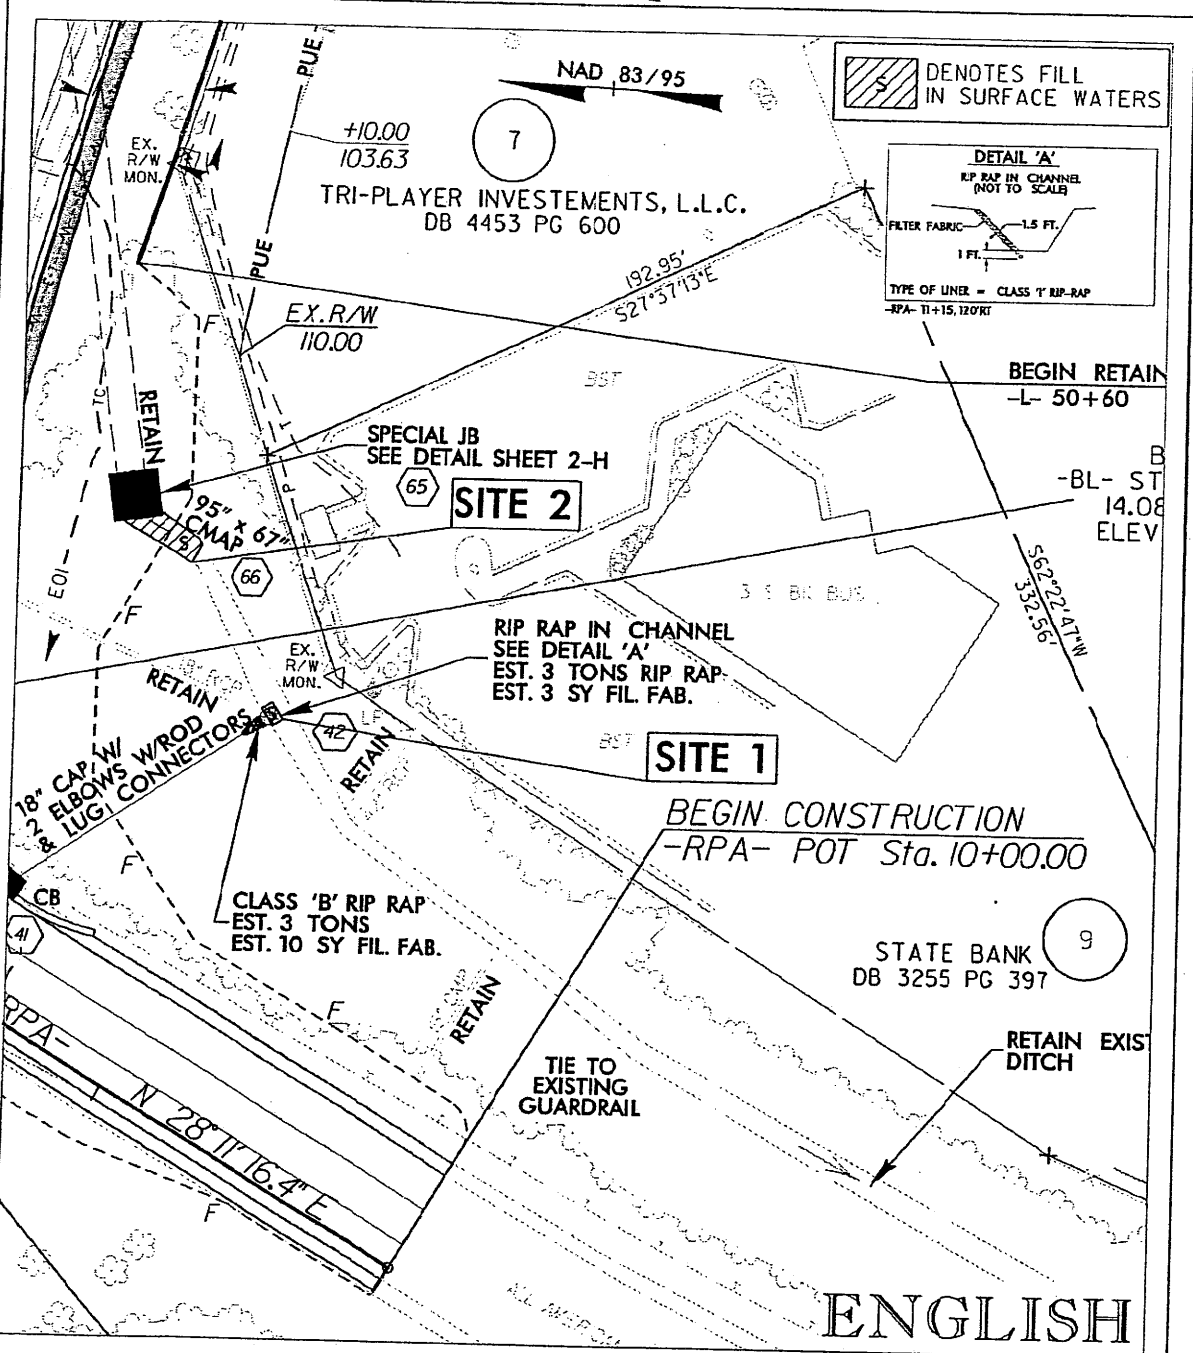 PUE
NAD 83/95
DENOTES FILL
IN SURFACE WATERS
S
EX.
R/W
MON.
+10.00
103.63
7
TRI-PLAYER INVESTEMENTS, L.L.C.
DB 4453 PG 600
DETAIL 'A'
RIP RAP IN CHANNEL
(NOT TO SCALE)
FILTER FABRIC
1.5 FT.
1 FT.
TYPE OF LINER = CLASS 'I' RIP-RAP
-RPA- 11+15, 120'RT
PUE
192.95'
S27°37'13"E
F
EX.R/W
110.00
BEGIN RETAIN
-L- 50+60
BST
TC
RETAIN
SPECIAL JB
SEE DETAIL SHEET 2-H
65
SITE 2
B
-BL- ST
14.08
ELEV
95" x 67"
CMAP
S
66
P
S
S62°22'47"W
332.56'
EOI
F
RIP RAP IN CHANNEL
SEE DETAIL 'A'
EST. 3 TONS RIP RAP
EST. 3 SY FIL. FAB.
EX.
R/W
MON.
RETAIN
42
LF
RETAIN
BST
SITE 1
18" CAP W/
2 ELBOWS W/ROD
& LUG CONNECTORS
BEGIN CONSTRUCTION
-RPA- POT Sta. 10+00.00
F
CB
41
CLASS 'B' RIP RAP
EST. 3 TONS
EST. 10 SY FIL. FAB.
9
STATE BANK
DB 3255 PG 397
RETAIN
F
RPA-
N 28°11'16.4" E
TIE TO
EXISTING
GUARDRAIL
RETAIN EXIST
DITCH
F
ENGLISH